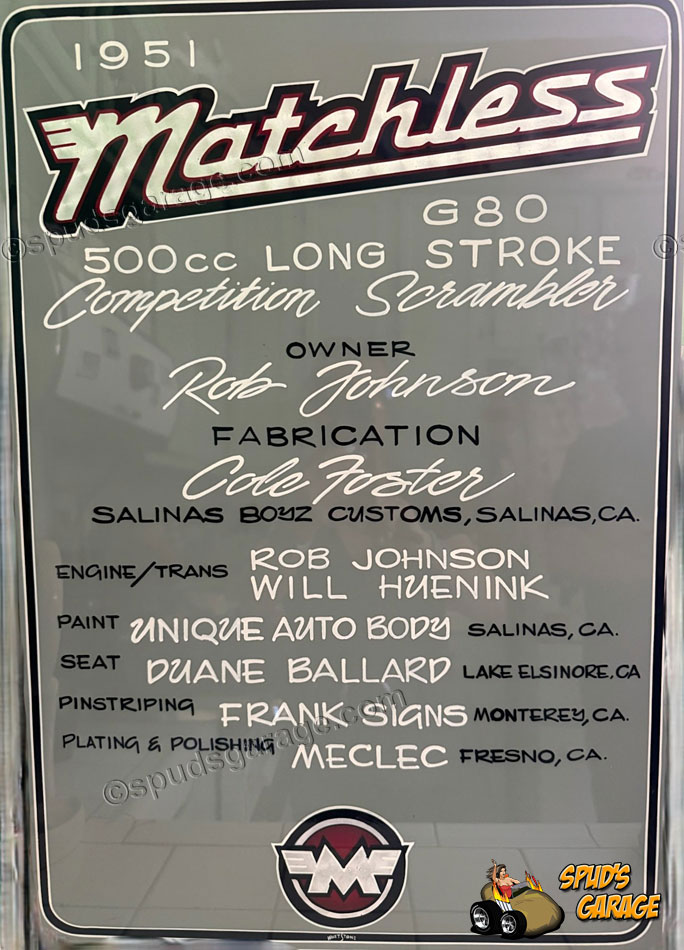 1951
Matchless
G80
500cc LONG STROKE
Competition Scrambler
OWNER
Rob Johnson
FABRICATION
Cole Foster
SALINAS BOYZ CUSTOMS, SALINAS, CA.
ENGINE/TRANS ROB JOHNSON
WILL HUENINK
PAINT UNIQUE AUTO BODY SALINAS, CA.
SEAT DUANE BALLARD LAKE ELSINORE, CA
PINSTRIPING FRANK SIGNS MONTEREY, CA.
PLATING & POLISHING MECLEC FRESNO, CA.
M
SPUD'S
GARAGE
©spudsgarage.com
©spudsgarage.com
©s